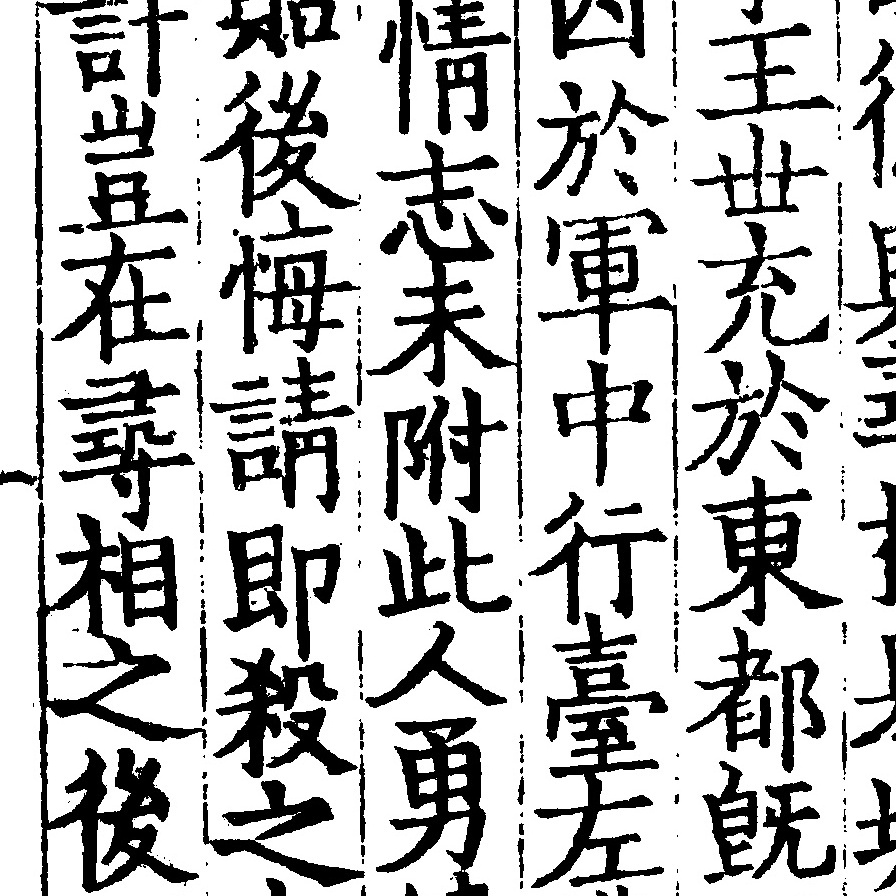 主世充於東都既
囚於軍中行臺左
情志未附此人勇
後悔請即殺之
計豈在尋相之後